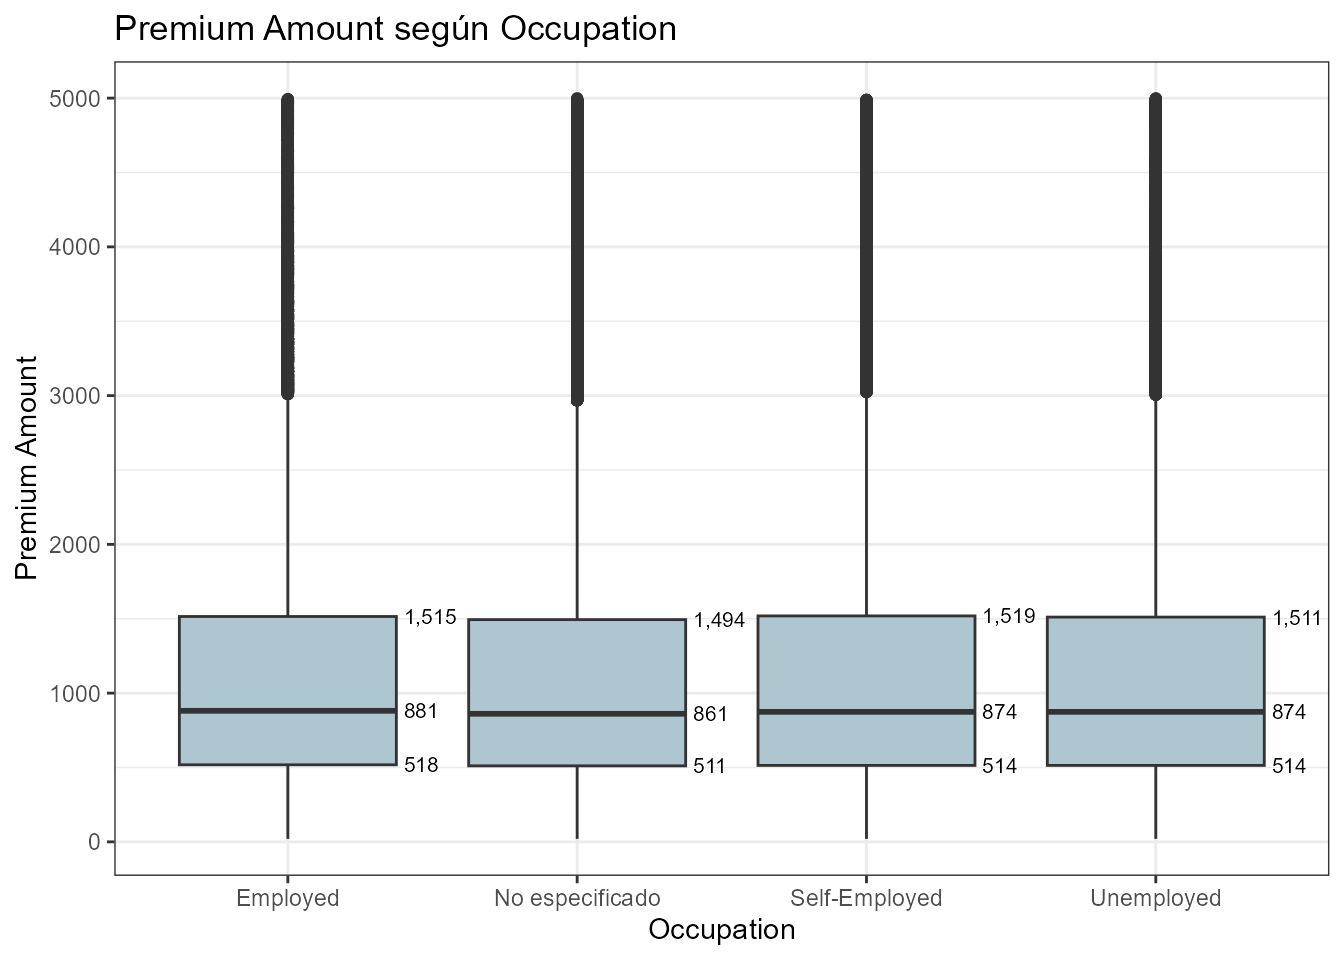 Premium Amount según Occupation
Premium Amount
5000
4000
3000
2000
1000
0
1,515
881
518
1,494
861
511
1,519
874
514
1,511
874
514
Employed
No especificado
Self-Employed
Unemployed
Occupation